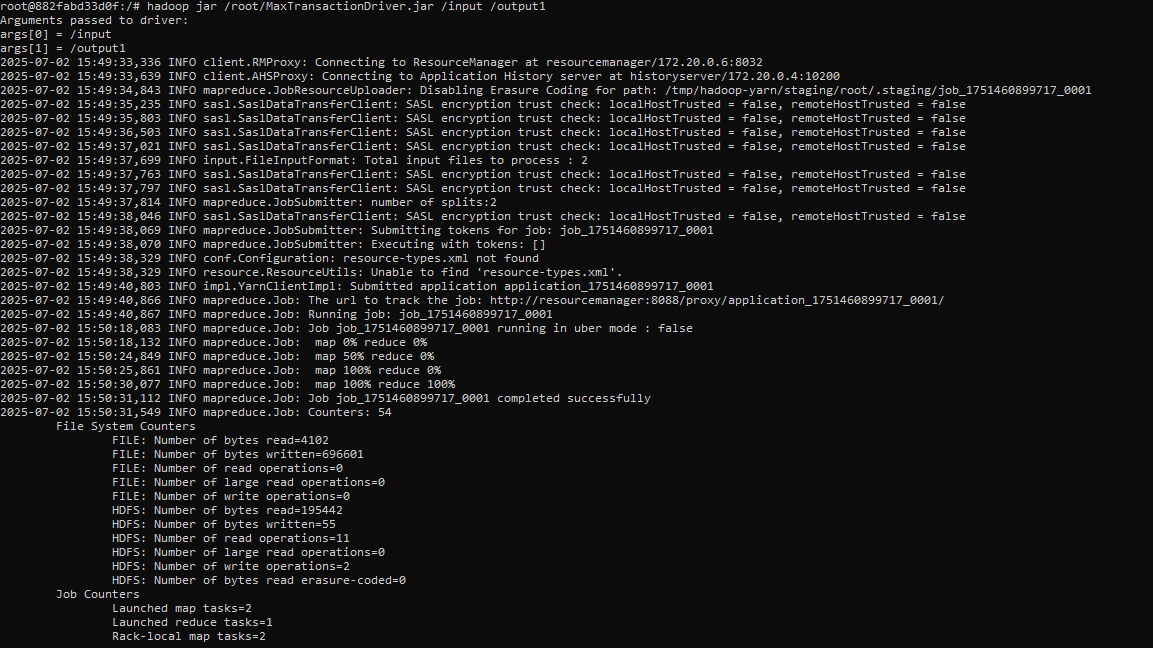 root@882fabd33d0f:/# hadoop jar /root/MaxTransactionDriver.jar /input /output1
Arguments passed to driver:
args[0] = /input
args[1] = /output1
2025-07-02 15:49:33,336 INFO client.RMProxy: Connecting to ResourceManager at resourcemanager/172.20.0.6:8032
2025-07-02 15:49:33,639 INFO client.AHSProxy: Connecting to Application History server at historyserver/172.20.0.4:10200
2025-07-02 15:49:34,843 INFO mapreduce.JobResourceUploader: Disabling Erasure Coding for path: /tmp/hadoop-yarn/staging/root/.staging/job_1751460899717_0001
2025-07-02 15:49:35,235 INFO sasl.SaslDataTransferClient: SASL encryption trust check: localHostTrusted = false, remoteHostTrusted = false
2025-07-02 15:49:35,803 INFO sasl.SaslDataTransferClient: SASL encryption trust check: localHostTrusted = false, remoteHostTrusted = false
2025-07-02 15:49:36,503 INFO sasl.SaslDataTransferClient: SASL encryption trust check: localHostTrusted = false, remoteHostTrusted = false
2025-07-02 15:49:37,021 INFO sasl.SaslDataTransferClient: SASL encryption trust check: localHostTrusted = false, remoteHostTrusted = false
2025-07-02 15:49:37,699 INFO input.FileInputFormat: Total input files to process : 2
2025-07-02 15:49:37,763 INFO sasl.SaslDataTransferClient: SASL encryption trust check: localHostTrusted = false, remoteHostTrusted = false
2025-07-02 15:49:37,797 INFO sasl.SaslDataTransferClient: SASL encryption trust check: localHostTrusted = false, remoteHostTrusted = false
2025-07-02 15:49:37,814 INFO mapreduce.JobSubmitter: number of splits:2
2025-07-02 15:49:38,046 INFO sasl.SaslDataTransferClient: SASL encryption trust check: localHostTrusted = false, remoteHostTrusted = false
2025-07-02 15:49:38,069 INFO mapreduce.JobSubmitter: Submitting tokens for job: job_1751460899717_0001
2025-07-02 15:49:38,070 INFO mapreduce.JobSubmitter: Executing with tokens: []
2025-07-02 15:49:38,329 INFO conf.Configuration: resource-types.xml not found
2025-07-02 15:49:38,329 INFO resource.ResourceUtils: Unable to find 'resource-types.xml'.
2025-07-02 15:49:40,803 INFO impl.YarnClientImpl: Submitted application application_1751460899717_0001
2025-07-02 15:49:40,866 INFO mapreduce.Job: The url to track the job: http://resourcemanager:8088/proxy/application_1751460899717_0001/
2025-07-02 15:49:40,867 INFO mapreduce.Job: Running job: job_1751460899717_0001
2025-07-02 15:50:18,083 INFO mapreduce.Job: Job job_1751460899717_0001 running in uber mode : false
2025-07-02 15:50:18,132 INFO mapreduce.Job:  map 0% reduce 0%
2025-07-02 15:50:24,849 INFO mapreduce.Job:  map 50% reduce 0%
2025-07-02 15:50:25,861 INFO mapreduce.Job:  map 100% reduce 0%
2025-07-02 15:50:30,077 INFO mapreduce.Job:  map 100% reduce 100%
2025-07-02 15:50:31,112 INFO mapreduce.Job: Job job_1751460899717_0001 completed successfully
2025-07-02 15:50:31,549 INFO mapreduce.Job: Counters: 54
File System Counters
FILE: Number of bytes read=4102
FILE: Number of bytes written=696601
FILE: Number of read operations=0
FILE: Number of large read operations=0
FILE: Number of write operations=0
HDFS: Number of bytes read=195442
HDFS: Number of bytes written=55
HDFS: Number of read operations=11
HDFS: Number of large read operations=0
HDFS: Number of write operations=2
HDFS: Number of bytes read erasure-coded=0
Job Counters
Launched map tasks=2
Launched reduce tasks=1
Rack-local map tasks=2